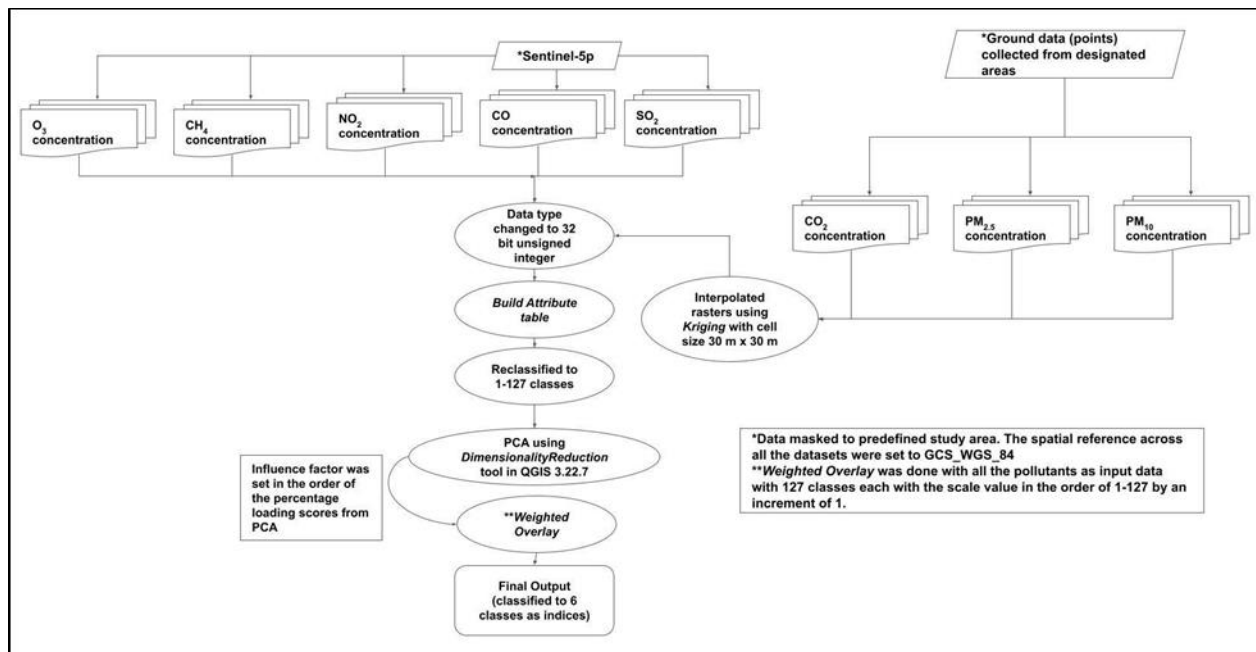 *Sentinel-5p
*Ground data (points)
collected from designated
areas
O₃
concentration
CH₄
concentration
NO₂
concentration
CO
concentration
SO₂
concentration
CO₂
concentration
PM₂.₅
concentration
PM₁₀
concentration
Data type
changed to 32
bit unsigned
integer
Build Attribute
table
Interpolated
rasters using
Kriging with cell
size 30 m x 30 m
Reclassified to
1-127 classes
PCA using
DimensionalityReduction
tool in QGIS 3.22.7
Influence factor was
set in the order of
the percentage
loading scores from
PCA
**Weighted
Overlay
Final Output
(classified to 6
classes as indices)
*Data masked to predefined study area. The spatial reference across
all the datasets were set to GCS_WGS_84
**Weighted Overlay was done with all the pollutants as input data
with 127 classes each with the scale value in the order of 1-127 by an
increment of 1.